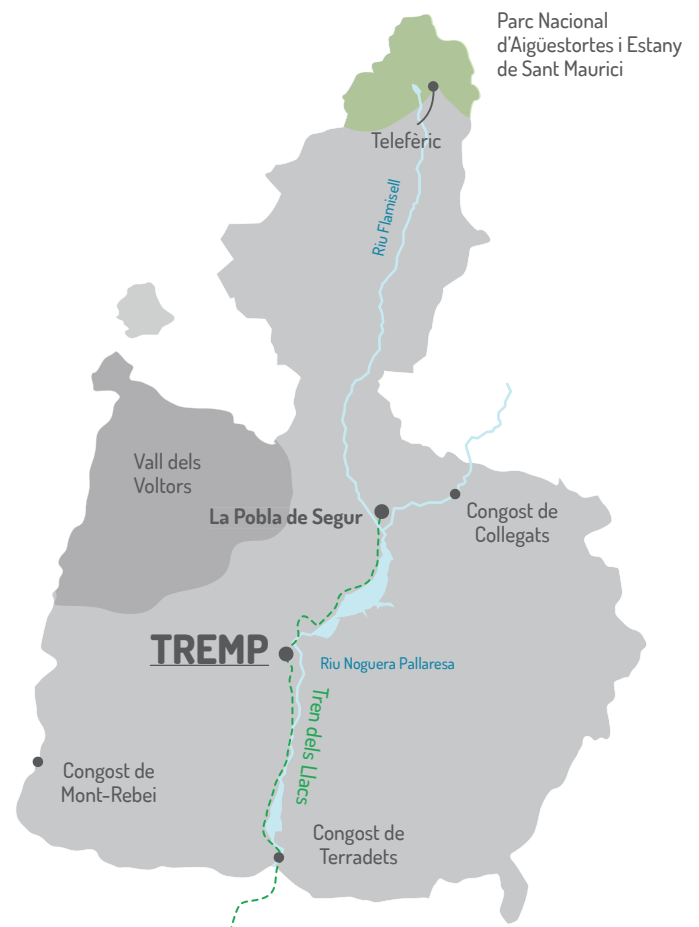 Parc Nacional
d'Aigüestortes i Estany
de Sant Maurici
Telefèric
Riu Flamisell
Vall dels
Voltors
La Pobla de Segur
Congost de
Collegats
TREMP
Riu Noguera Pallaresa
Tren dels Llacs
Congost de
Mont-Rebei
Congost de
Terradets